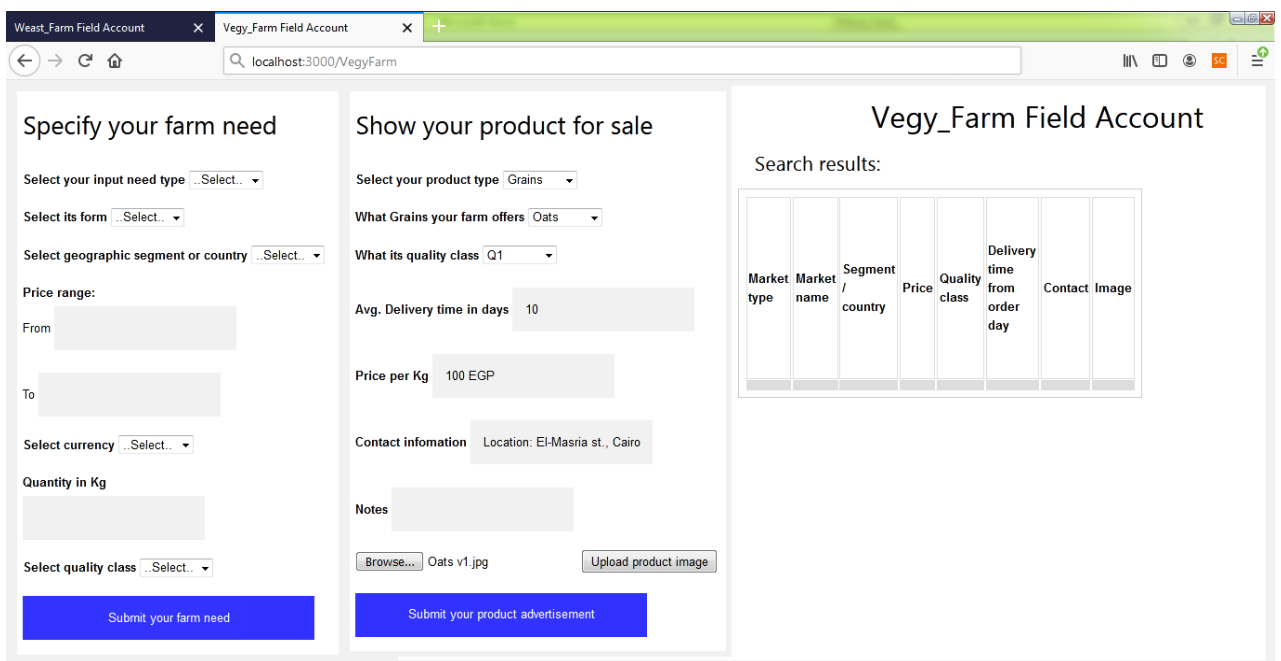 Weast_Farm Field Account
Vegy_Farm Field Account
localhost:3000/VegyFarm
SC
Specify your farm need
Select your input need type ..Select..
Select its form ..Select..
Select geographic segment or country ..Select..
Price range:
From
To
Select currency ..Select..
Quantity in Kg
Select quality class ..Select..
Submit your farm need
Show your product for sale
Select your product type Grains
What Grains your farm offers Oats
What its quality class Q1
Avg. Delivery time in days 10
Price per Kg 100 EGP
Contact infomation Location: El-Masria st., Cairo
Notes
Browse... Oats v1.jpg Upload product image
Submit your product advertisement
Vegy_Farm Field Account
Search results:
Market type
Market name
Segment / country
Price
Quality class
Delivery time from order day
Contact
Image